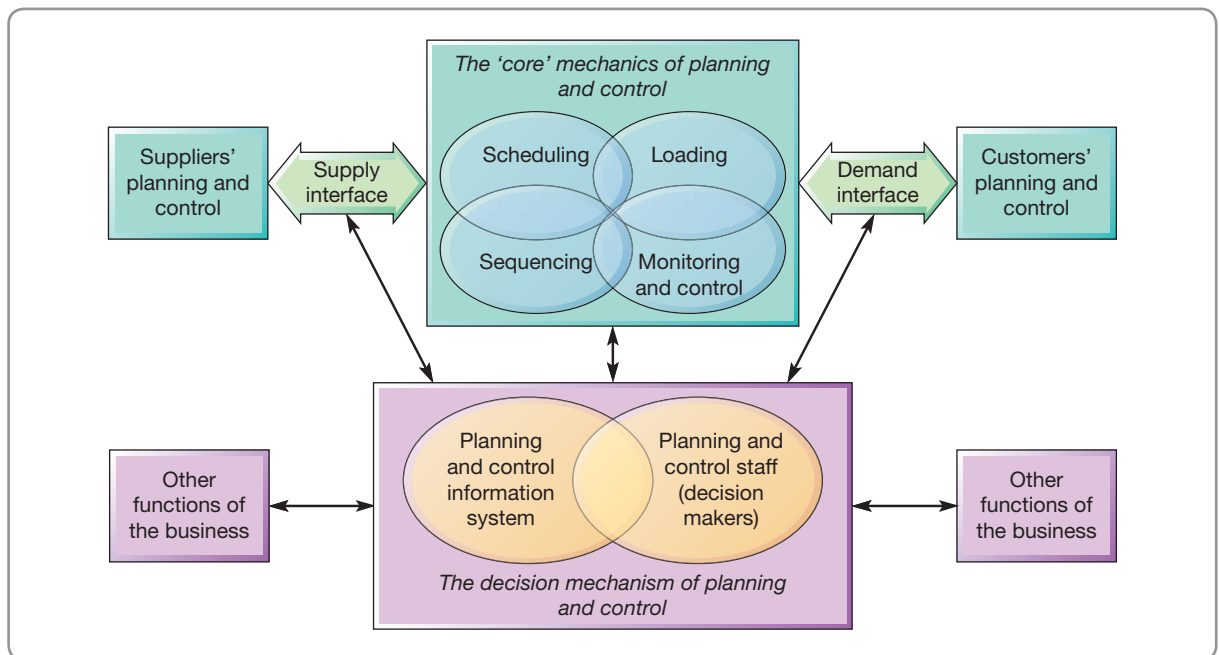 The ‘core’ mechanics of planning
and control
Suppliers’
planning and
control
Supply
interface
Scheduling
Loading
Sequencing
Monitoring
and control
Demand
interface
Customers’
planning and
control
Other
functions of
the business
Planning
and control
information
system
Planning and
control staff
(decision
makers)
The decision mechanism of planning
and control
Other
functions of
the business